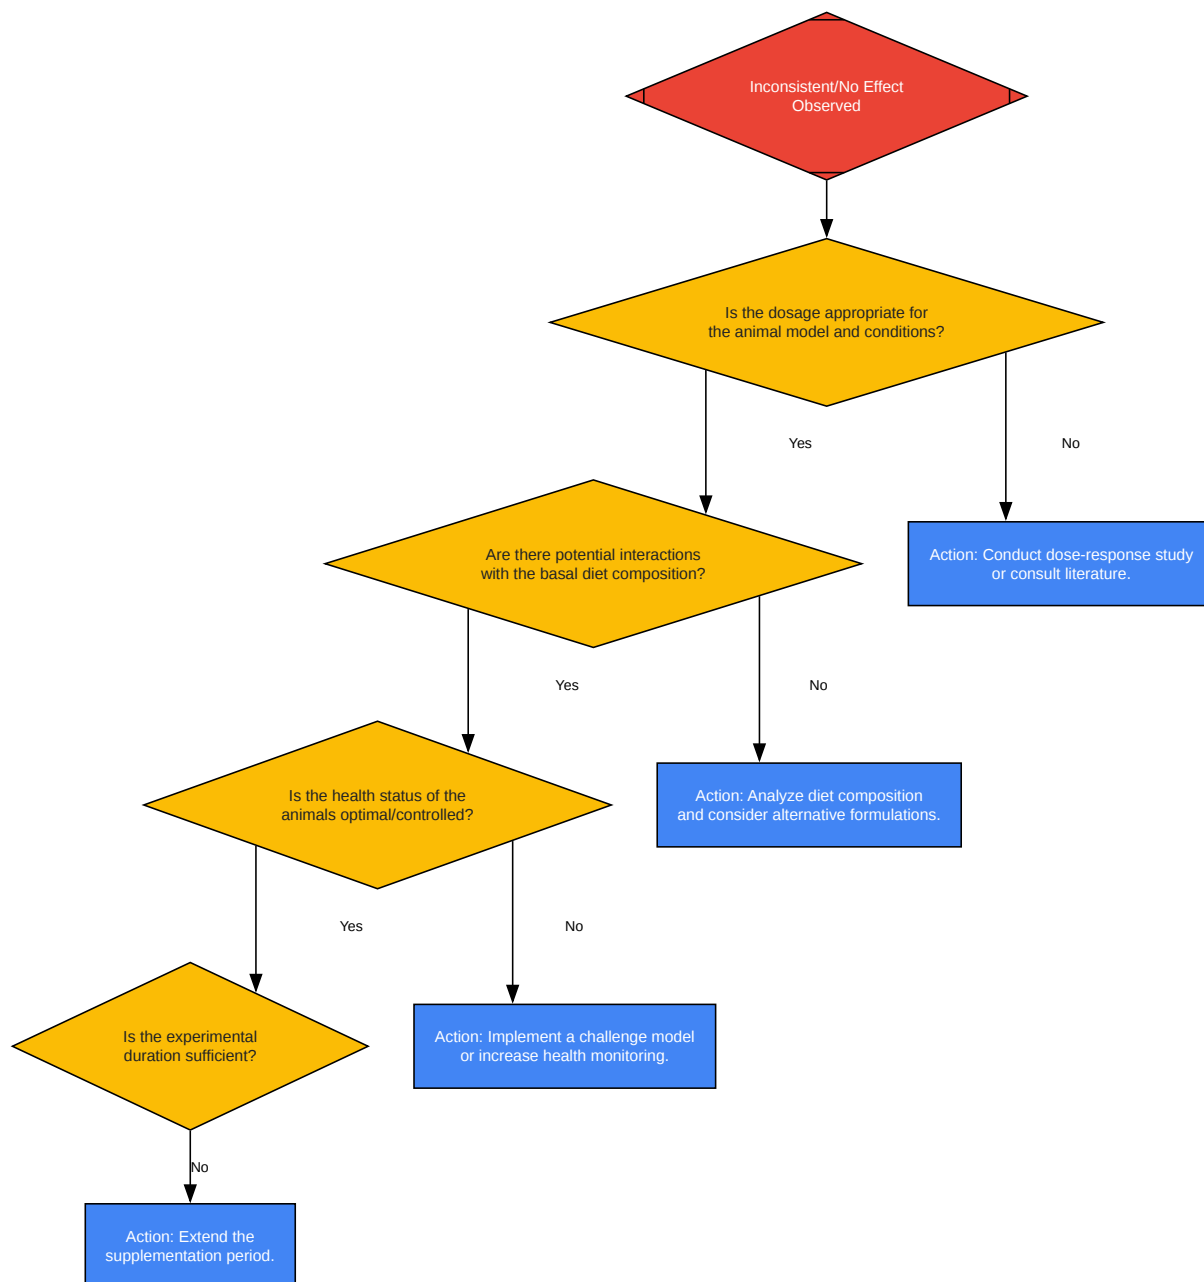 Inconsistent/No Effect
Observed
Is the dosage appropriate for
the animal model and conditions?
Yes
No
Are there potential interactions
with the basal diet composition?
Action: Conduct dose-response study
or consult literature.
Yes
No
Is the health status of the
animals optimal/controlled?
Action: Analyze diet composition
and consider alternative formulations.
Yes
No
Is the experimental
duration sufficient?
Action: Implement a challenge model
or increase health monitoring.
No
Action: Extend the
supplementation period.